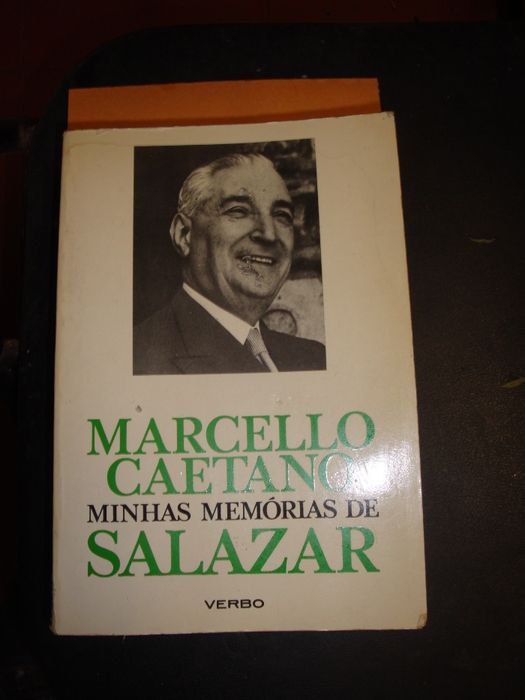 MARCELLO
CAETANO
MINHAS MEMÓRIAS DE
SALAZAR
VERBO